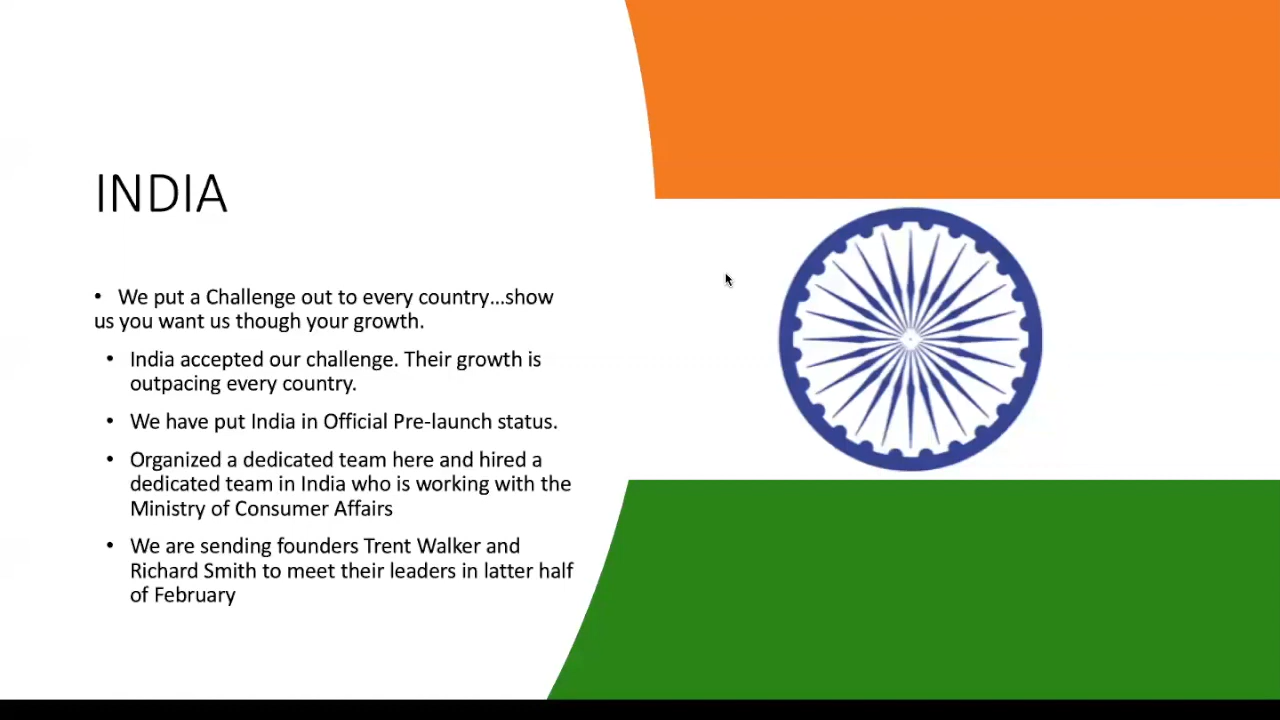 INDIA
• We put a Challenge out to every country...show
us you want us though your growth.
• India accepted our challenge. Their growth is
outpacing every country.
• We have put India in Official Pre-launch status.
• Organized a dedicated team here and hired a
dedicated team in India who is working with the
Ministry of Consumer Affairs
• We are sending founders Trent Walker and
Richard Smith to meet their leaders in latter half
of February